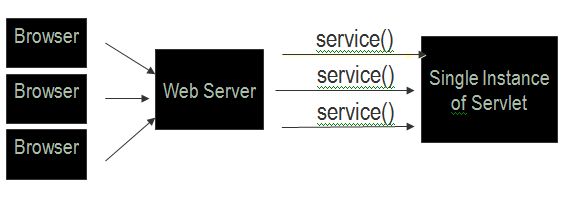 Browser
Browser
Browser
Web Server
service()
service()
service()
Single Instance
of Servlet